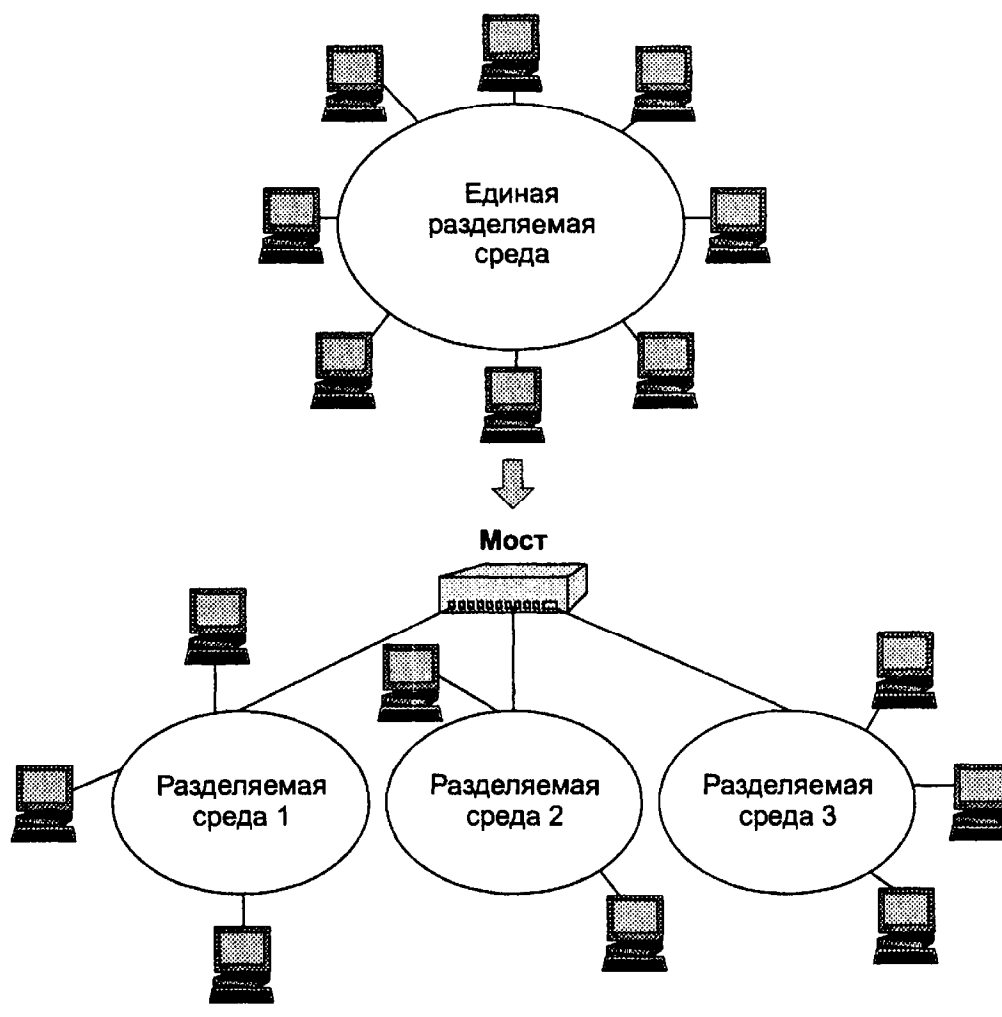 Единая
разделяемая
среда
Мост
Разделяемая
среда 1
Разделяемая
среда 2
Разделяемая
среда 3